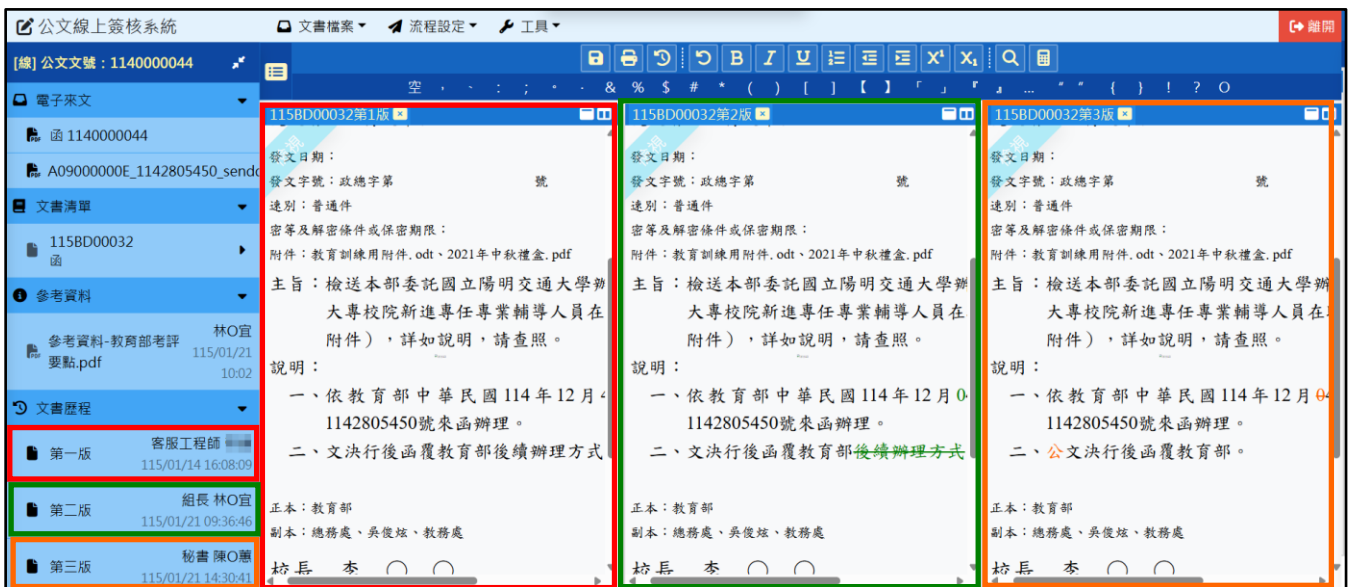 公文線上簽核系統
文書檔案 流程設定 工具
離開
[線] 公文文號：1140000044
空 ， 、 ： ； 。 ． & % $ # * ( ) [ ] 【 】 「 」 『 』 … “ ” { } ! ? O
電子來文
函 1140000044
A09000000E_1142805450_sendo
文書清單
115BD00032
函
參考資料
參考資料-教育部考評要點.pdf
林O宜
115/01/21
10:02
文書歷程
第一版
客服工程師
115/01/14 16:08:09
第二版
組長 林O宜
115/01/21 09:36:46
第三版
秘書 陳O蕙
115/01/21 14:30:41
115BD00032第1版
發文日期：
發文字號：政總字第 號
速別：普通件
密等及解密條件或保密期限：
附件：教育訓練用附件.odt、2021年中秋禮盒.pdf
主旨：檢送本部委託國立陽明交通大學辦
大專校院新進專任專業輔導人員在
附件），詳如說明，請查照。
說明：
一、依教育部中華民國114年12月
1142805450號來函辦理。
二、文決行後函覆教育部後續辦理方式
正本：教育部
副本：總務處、吳俊炫、教務處
校長 李 ○ ○
115BD00032第2版
發文日期：
發文字號：政總字第 號
速別：普通件
密等及解密條件或保密期限：
附件：教育訓練用附件.odt、2021年中秋禮盒.pdf
主旨：檢送本部委託國立陽明交通大學辦
大專校院新進專任專業輔導人員在
附件），詳如說明，請查照。
說明：
一、依教育部中華民國114年12月0
1142805450號來函辦理。
二、文決行後函覆教育部後續辦理方式
正本：教育部
副本：總務處、吳俊炫、教務處
校長 李 ○ ○
115BD00032第3版
發文日期：
發文字號：政總字第 號
速別：普通件
密等及解密條件或保密期限：
附件：教育訓練用附件.odt、2021年中秋禮盒.pdf
主旨：檢送本部委託國立陽明交通大學辦
大專校院新進專任專業輔導人員在
附件），詳如說明，請查照。
說明：
一、依教育部中華民國114年12月04
1142805450號來函辦理。
二、公文決行後函覆教育部。
正本：教育部
副本：總務處、吳俊炫、教務處
校長 李 ○ ○